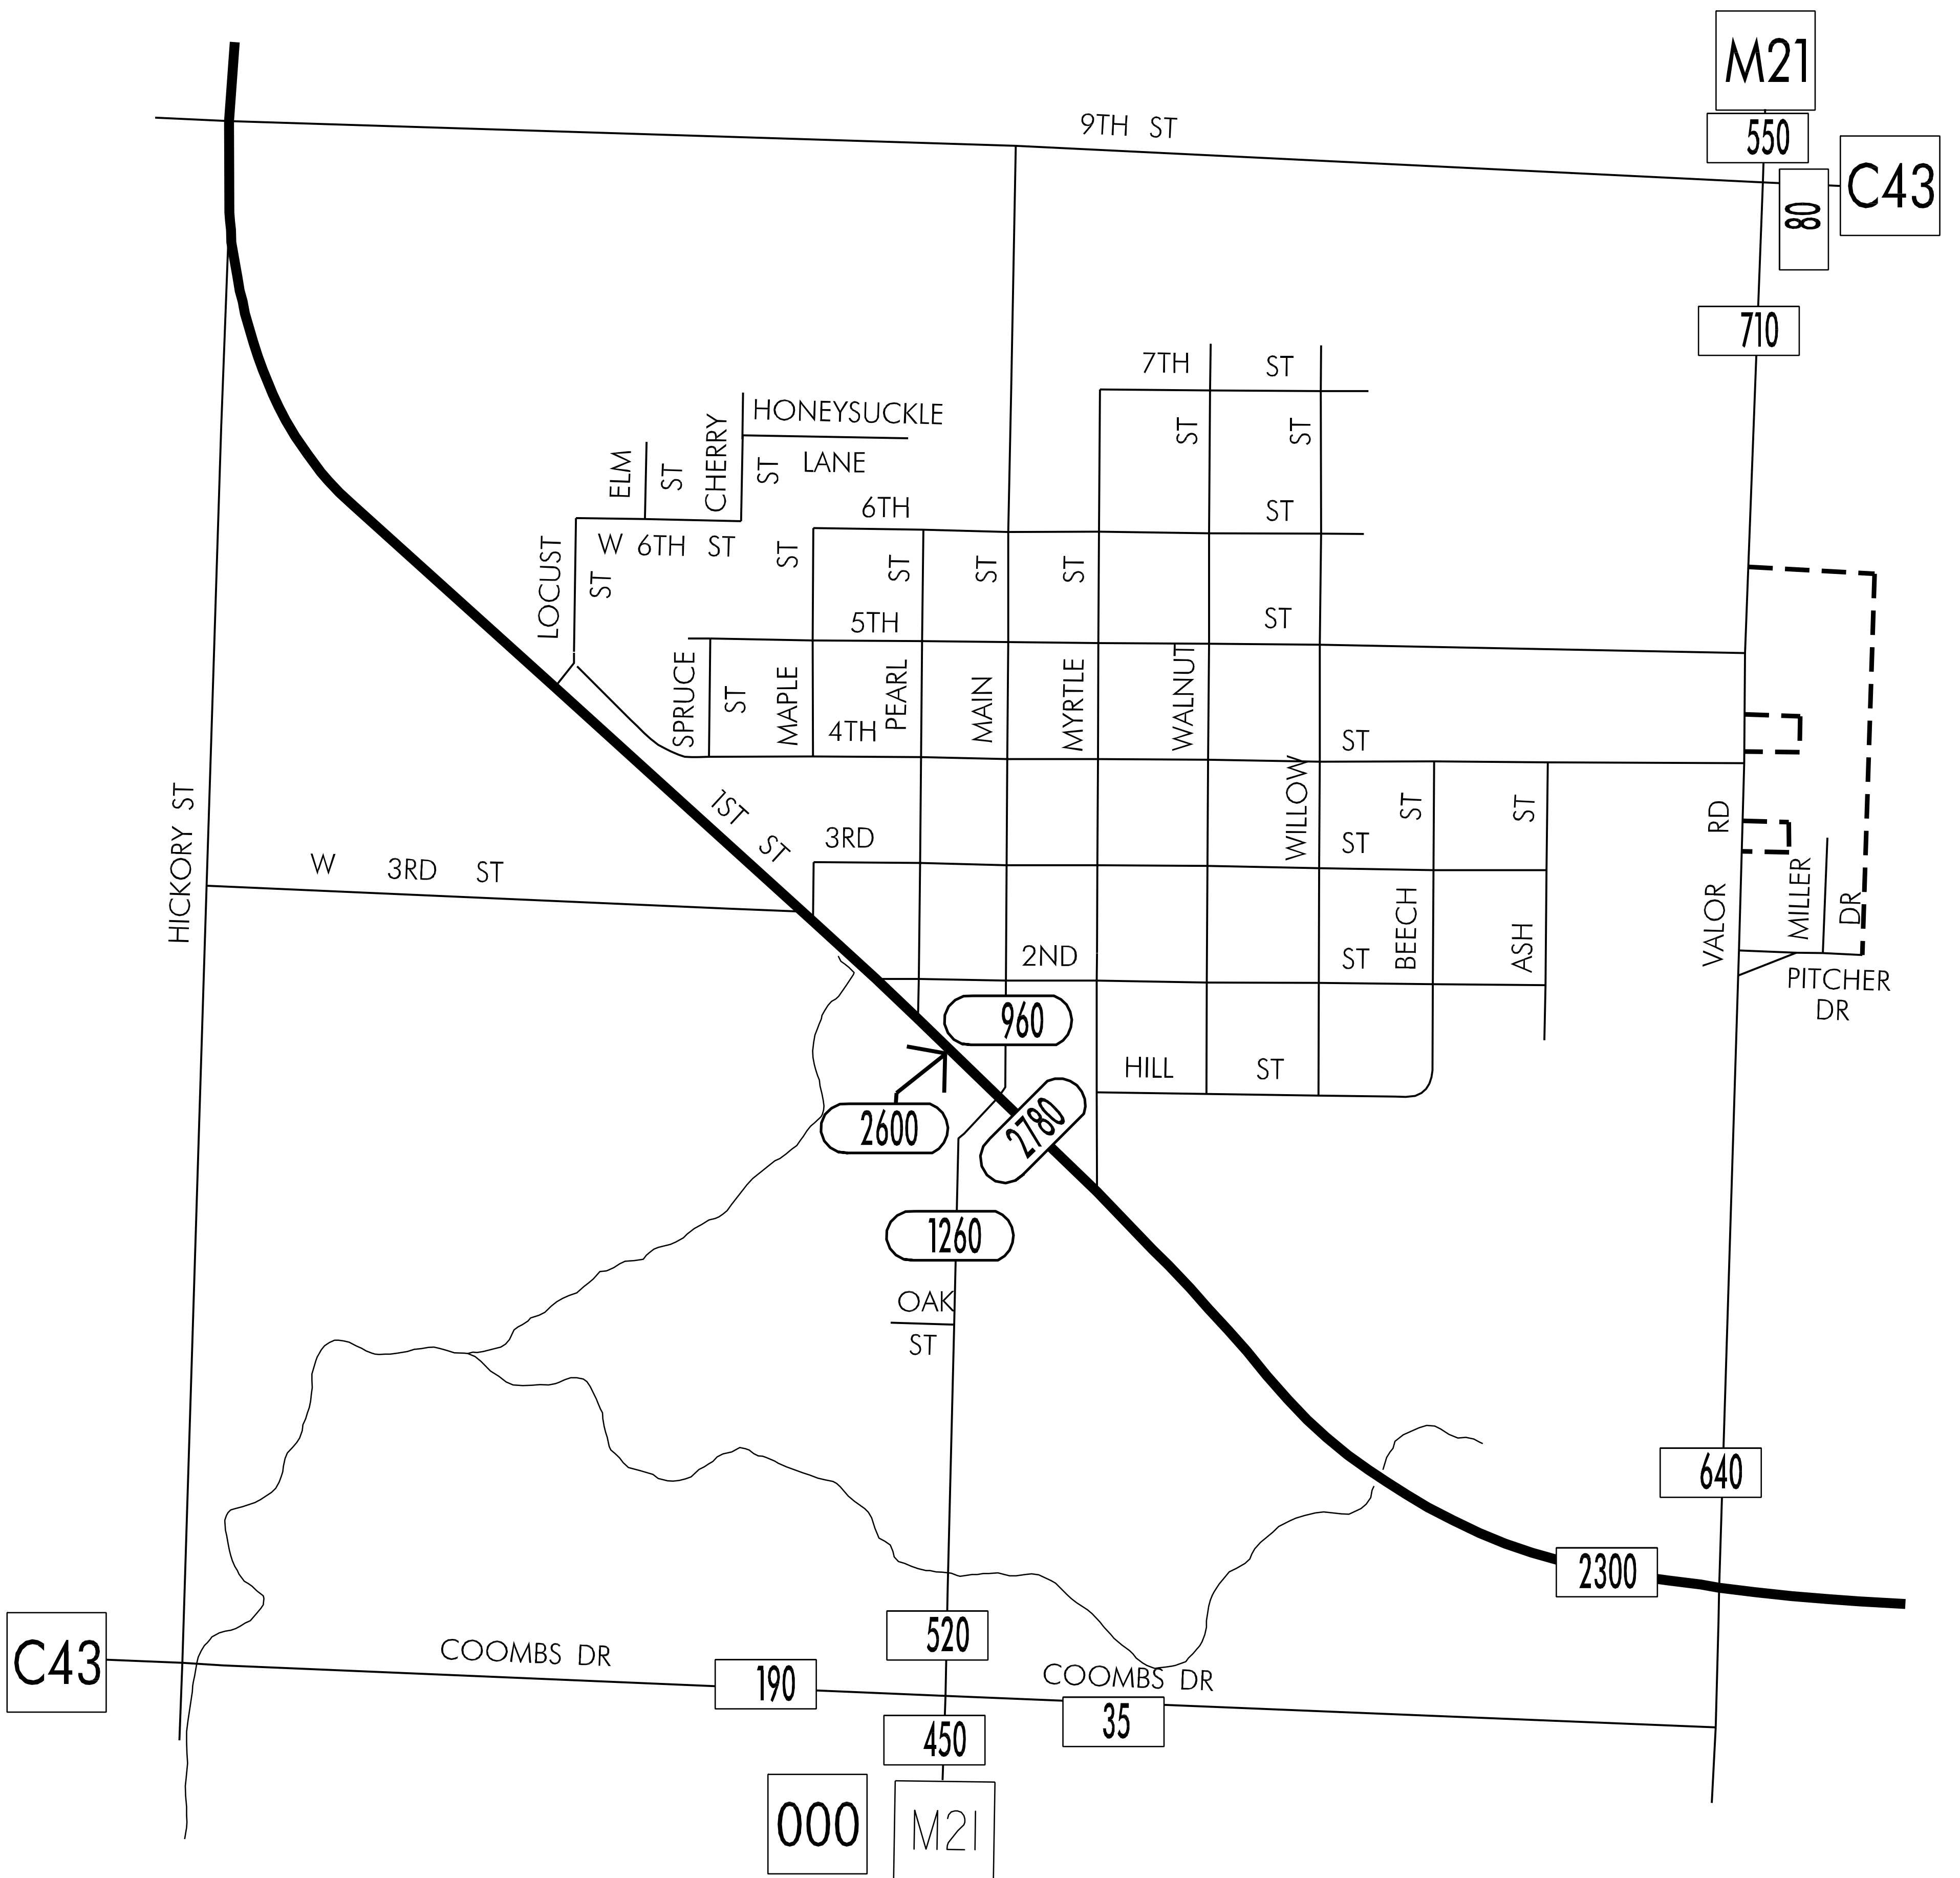 M21
550
9TH ST
C43
80
710
7TH ST
HONEYSUCKLE
LANE
ELM
ST
CHERRY
ST
ST
ST
6TH
ST
W 6TH ST
LOCUST
ST
ST
ST
ST
ST
5TH
ST
SPRUCE
ST
MAPLE
PEARL
MAIN
MYRTLE
WALNUT
4TH
ST
WILLOW
HICKORY ST
1ST ST
3RD
ST
ST
ST
BEECH
ASH
VALOR RD
MILLER
DR
W 3RD ST
2ND
ST
PITCHER
DR
960
2600
2780
HILL ST
1260
OAK
ST
640
2300
520
C43
COOMBS DR
190
COOMBS DR
35
450
000
M21